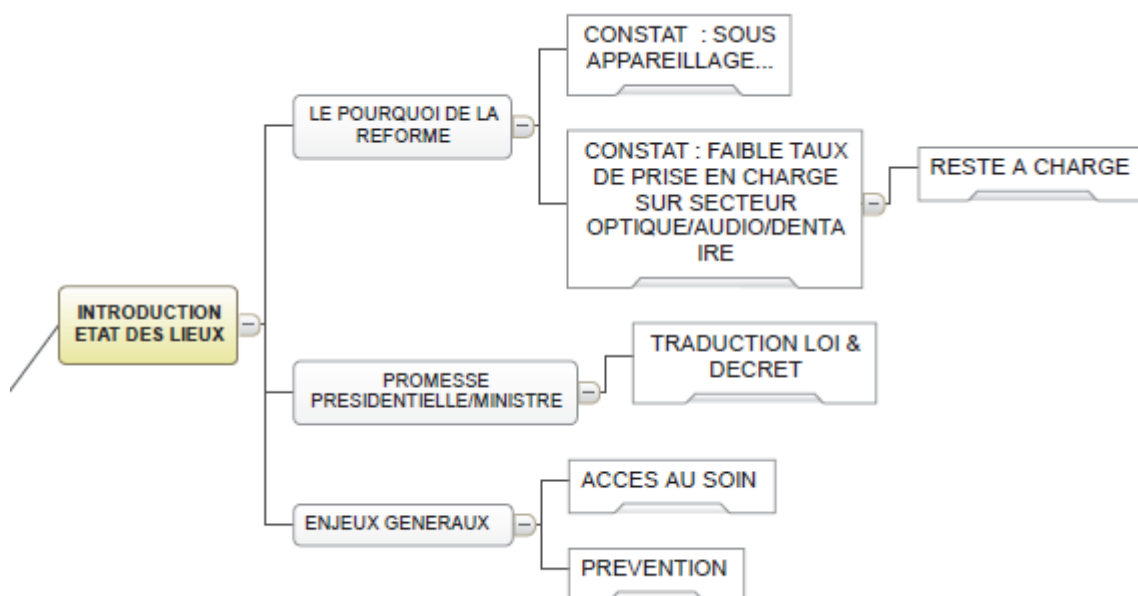 CONSTAT : SOUS
APPAREILLAGE...
LE POURQUOI DE LA
REFORME
CONSTAT : FAIBLE TAUX
DE PRISE EN CHARGE
SUR SECTEUR
OPTIQUE/AUDIO/DENTA
IRE
RESTE A CHARGE
INTRODUCTION
ETAT DES LIEUX
PROMESSE
PRESIDENTIELLE/MINISTRE
TRADUCTION LOI &
DECRET
ENJEUX GENERAUX
ACCES AU SOIN
PREVENTION